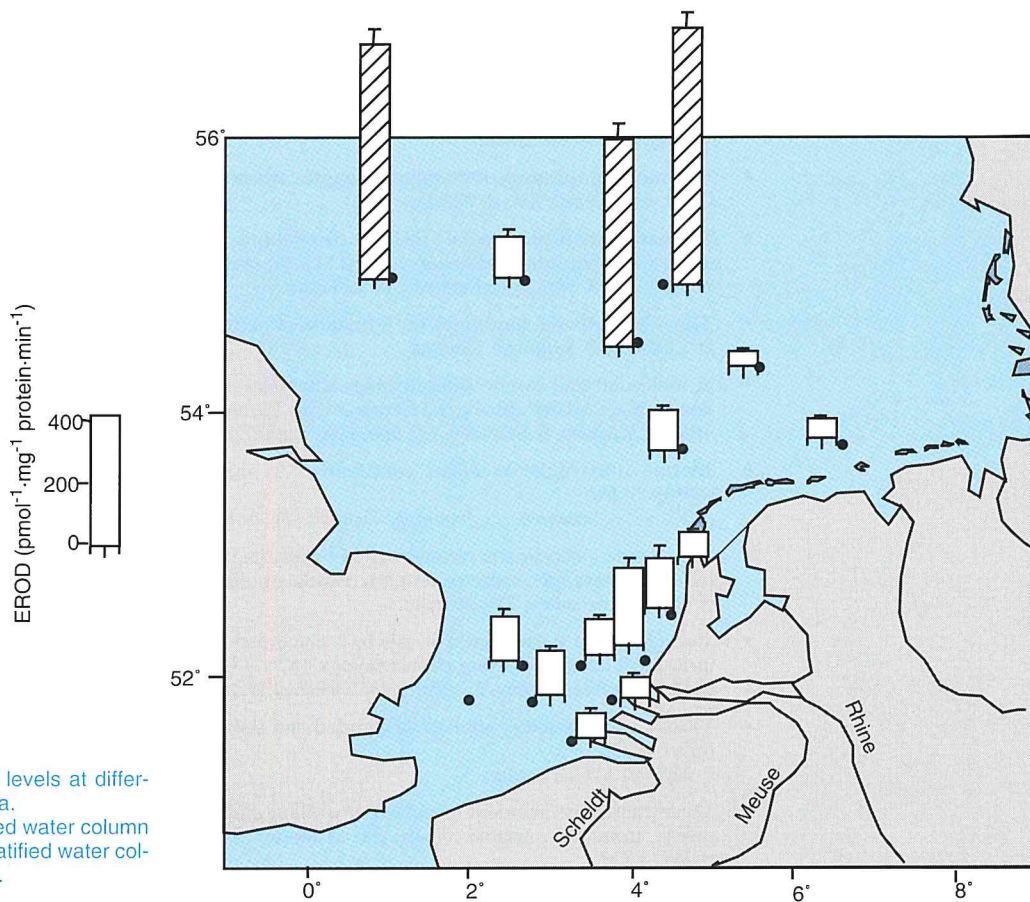 56°
54°
52°
EROD (pmol⁻¹·mg⁻¹ protein·min⁻¹)
400
200
0
Rhine
Meuse
Scheldt
levels at differ-
a.
ed water column
atified water col-
.
0°
2°
4°
6°
8°